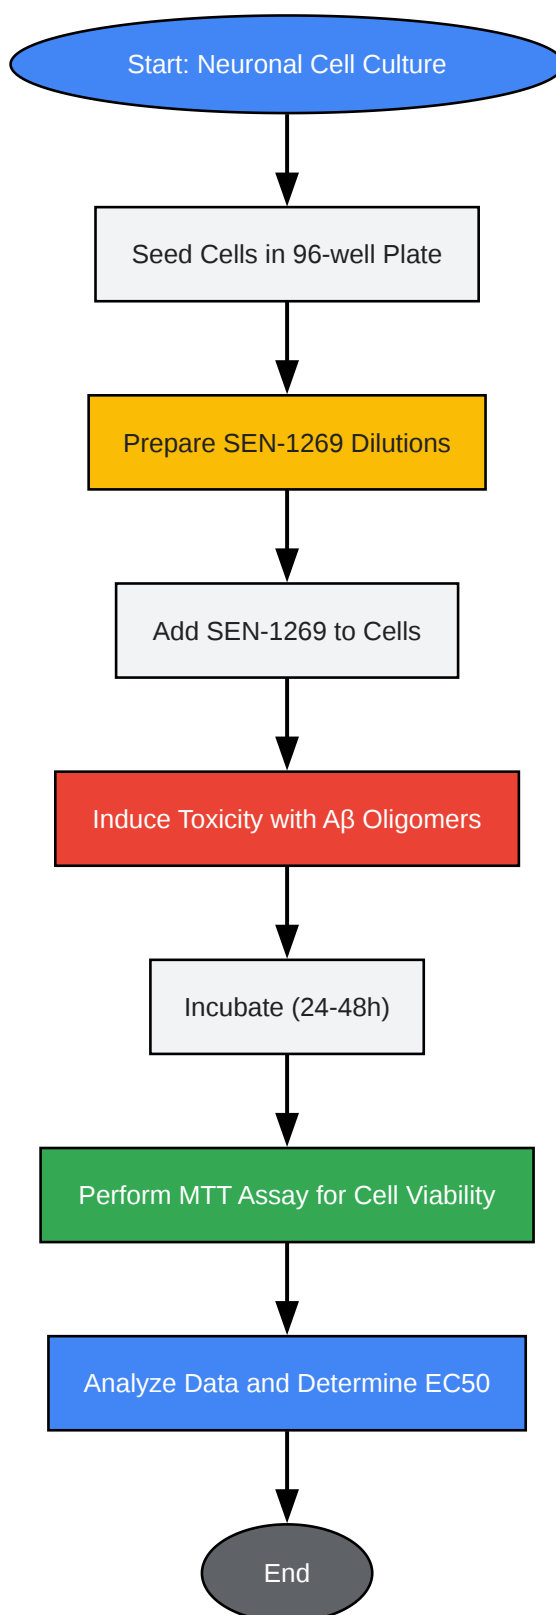 Start: Neuronal Cell Culture
Seed Cells in 96-well Plate
Prepare SEN-1269 Dilutions
Add SEN-1269 to Cells
Induce Toxicity with Aβ Oligomers
Incubate (24-48h)
Perform MTT Assay for Cell Viability
Analyze Data and Determine EC50
End